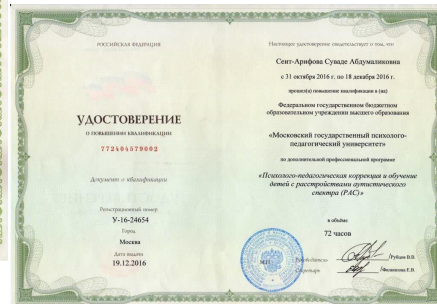 РОССИЙСКАЯ ФЕДЕРАЦИЯ
УДОСТОВЕРЕНИЕ
О ПОВЫШЕНИИ КВАЛИФИКАЦИИ
772404579002
Документ о квалификации
Регистрационный номер
У-16-24654
Город
Москва
Дата выдачи
19.12.2016
Настоящее удостоверение свидетельствует о том, что
Сеит-Арифова Суваде Абдумаликовна
с 31 октября 2016 г. по 18 декабря 2016 г.
прошел(а) повышение квалификации в (на)
Федеральном государственном бюджетном
образовательном учреждении высшего образования
«Московский государственный психолого-
педагогический университет»
по дополнительной профессиональной программе
«Психолого-педагогическая коррекция и обучение
детей с расстройствами аутистического
спектра (РАС)»
в объёме
72 часов
М.П.
Руководитель
/Рубцов В.В.
Секретарь
/Филиппова Е.В.